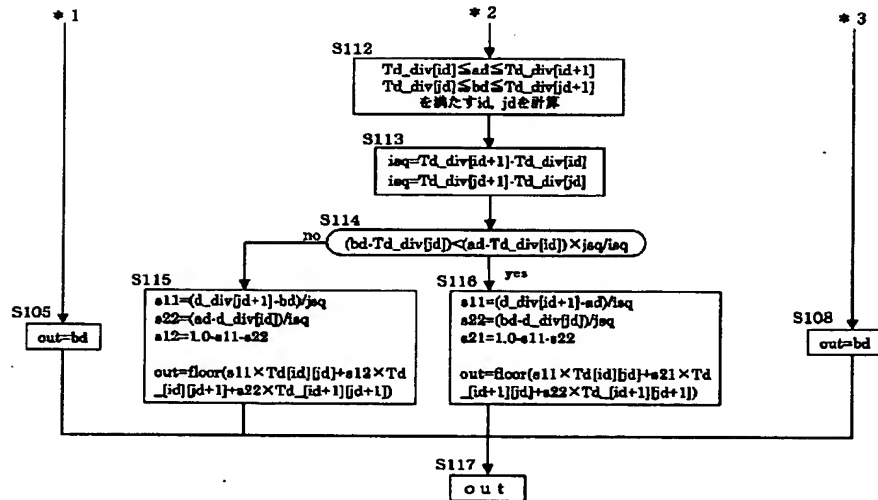 *1
*2
*3
S112
Td_div[id]≦ad≦Td_div[id+1]
Td_div[jd]≦bd≦Td_div[jd+1]
を満たすid, jdを計算
S113
isq=Td_div[id+1]-Td_div[id]
isq=Td_div[jd+1]-Td_div[jd]
S114
no
(bd-Td_div[jd])<(ad-Td_div[id])×jsq/isq
yes
S115
s11=(d_div[jd+1]-bd)/jsq
s22=(ad-d_div[id])/isq
s12=1.0-s11-s22
out=floor(s11×Td[id][jd]+s12×Td
_[id][jd+1]+s22×Td_[id+1][jd+1])
S116
s11=(d_div[id+1]-ad)/isq
s22=(bd-d_div[jd])/jsq
s21=1.0-s11-s22
out=floor(s11×Td[id][jd]+s21×Td
_[id+1][jd]+s22×Td_[id+1][jd+1])
S105
out=bd
S108
out=bd
S117
out